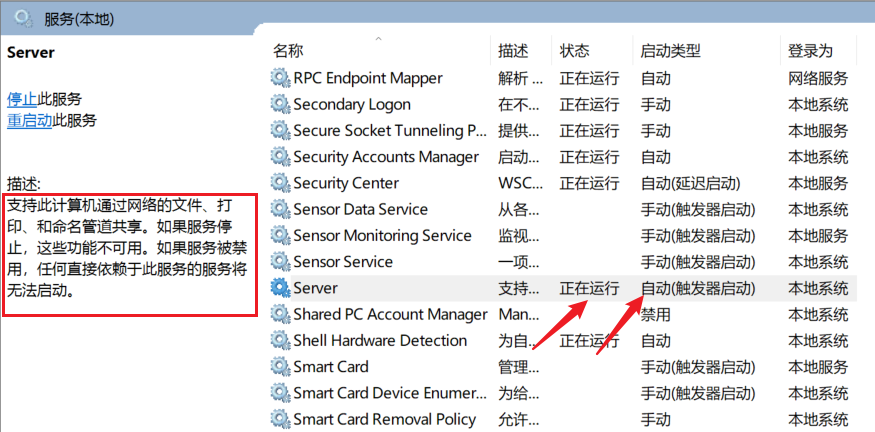 服务(本地)
Server
停止此服务
重启动此服务
描述:
支持此计算机通过网络的文件、打
印、和命名管道共享。如果服务停
止，这些功能不可用。如果服务被禁
用，任何直接依赖于此服务的服务将
无法启动。
名称 描述 状态 启动类型 登录为
RPC Endpoint Mapper 解析 ... 正在运行 自动 网络服务
Secondary Logon 在不... 正在运行 手动 本地系统
Secure Socket Tunneling P... 提供... 正在运行 手动 本地服务
Security Accounts Manager 启动... 正在运行 自动 本地系统
Security Center WSC... 正在运行 自动(延迟启动) 本地服务
Sensor Data Service 从各... 手动(触发器启动) 本地系统
Sensor Monitoring Service 监视... 手动(触发器启动) 本地服务
Sensor Service 一项... 手动(触发器启动) 本地系统
Server 支持... 正在运行 自动(触发器启动) 本地系统
Shared PC Account Manager Man... 禁用 本地系统
Shell Hardware Detection 为自... 正在运行 自动 本地系统
Smart Card 管理... 手动(触发器启动) 本地服务
Smart Card Device Enumer... 为给... 手动(触发器启动) 本地系统
Smart Card Removal Policy 允许... 手动 本地系统